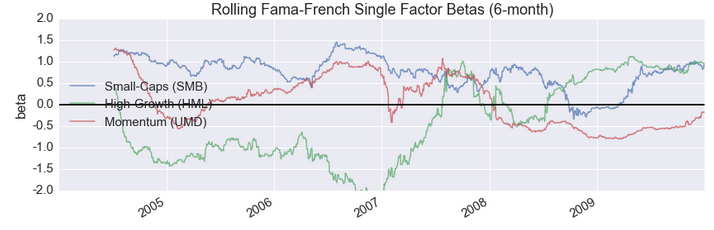 Rolling Fama-French Single Factor Betas (6-month)
2.0
1.5
1.0
0.5
0.0
-0.5
-1.0
-1.5
-2.0
beta
Small-Caps (SMB)
High-Growth (HML)
Momentum (UMD)
2005
2006
2007
2008
2009